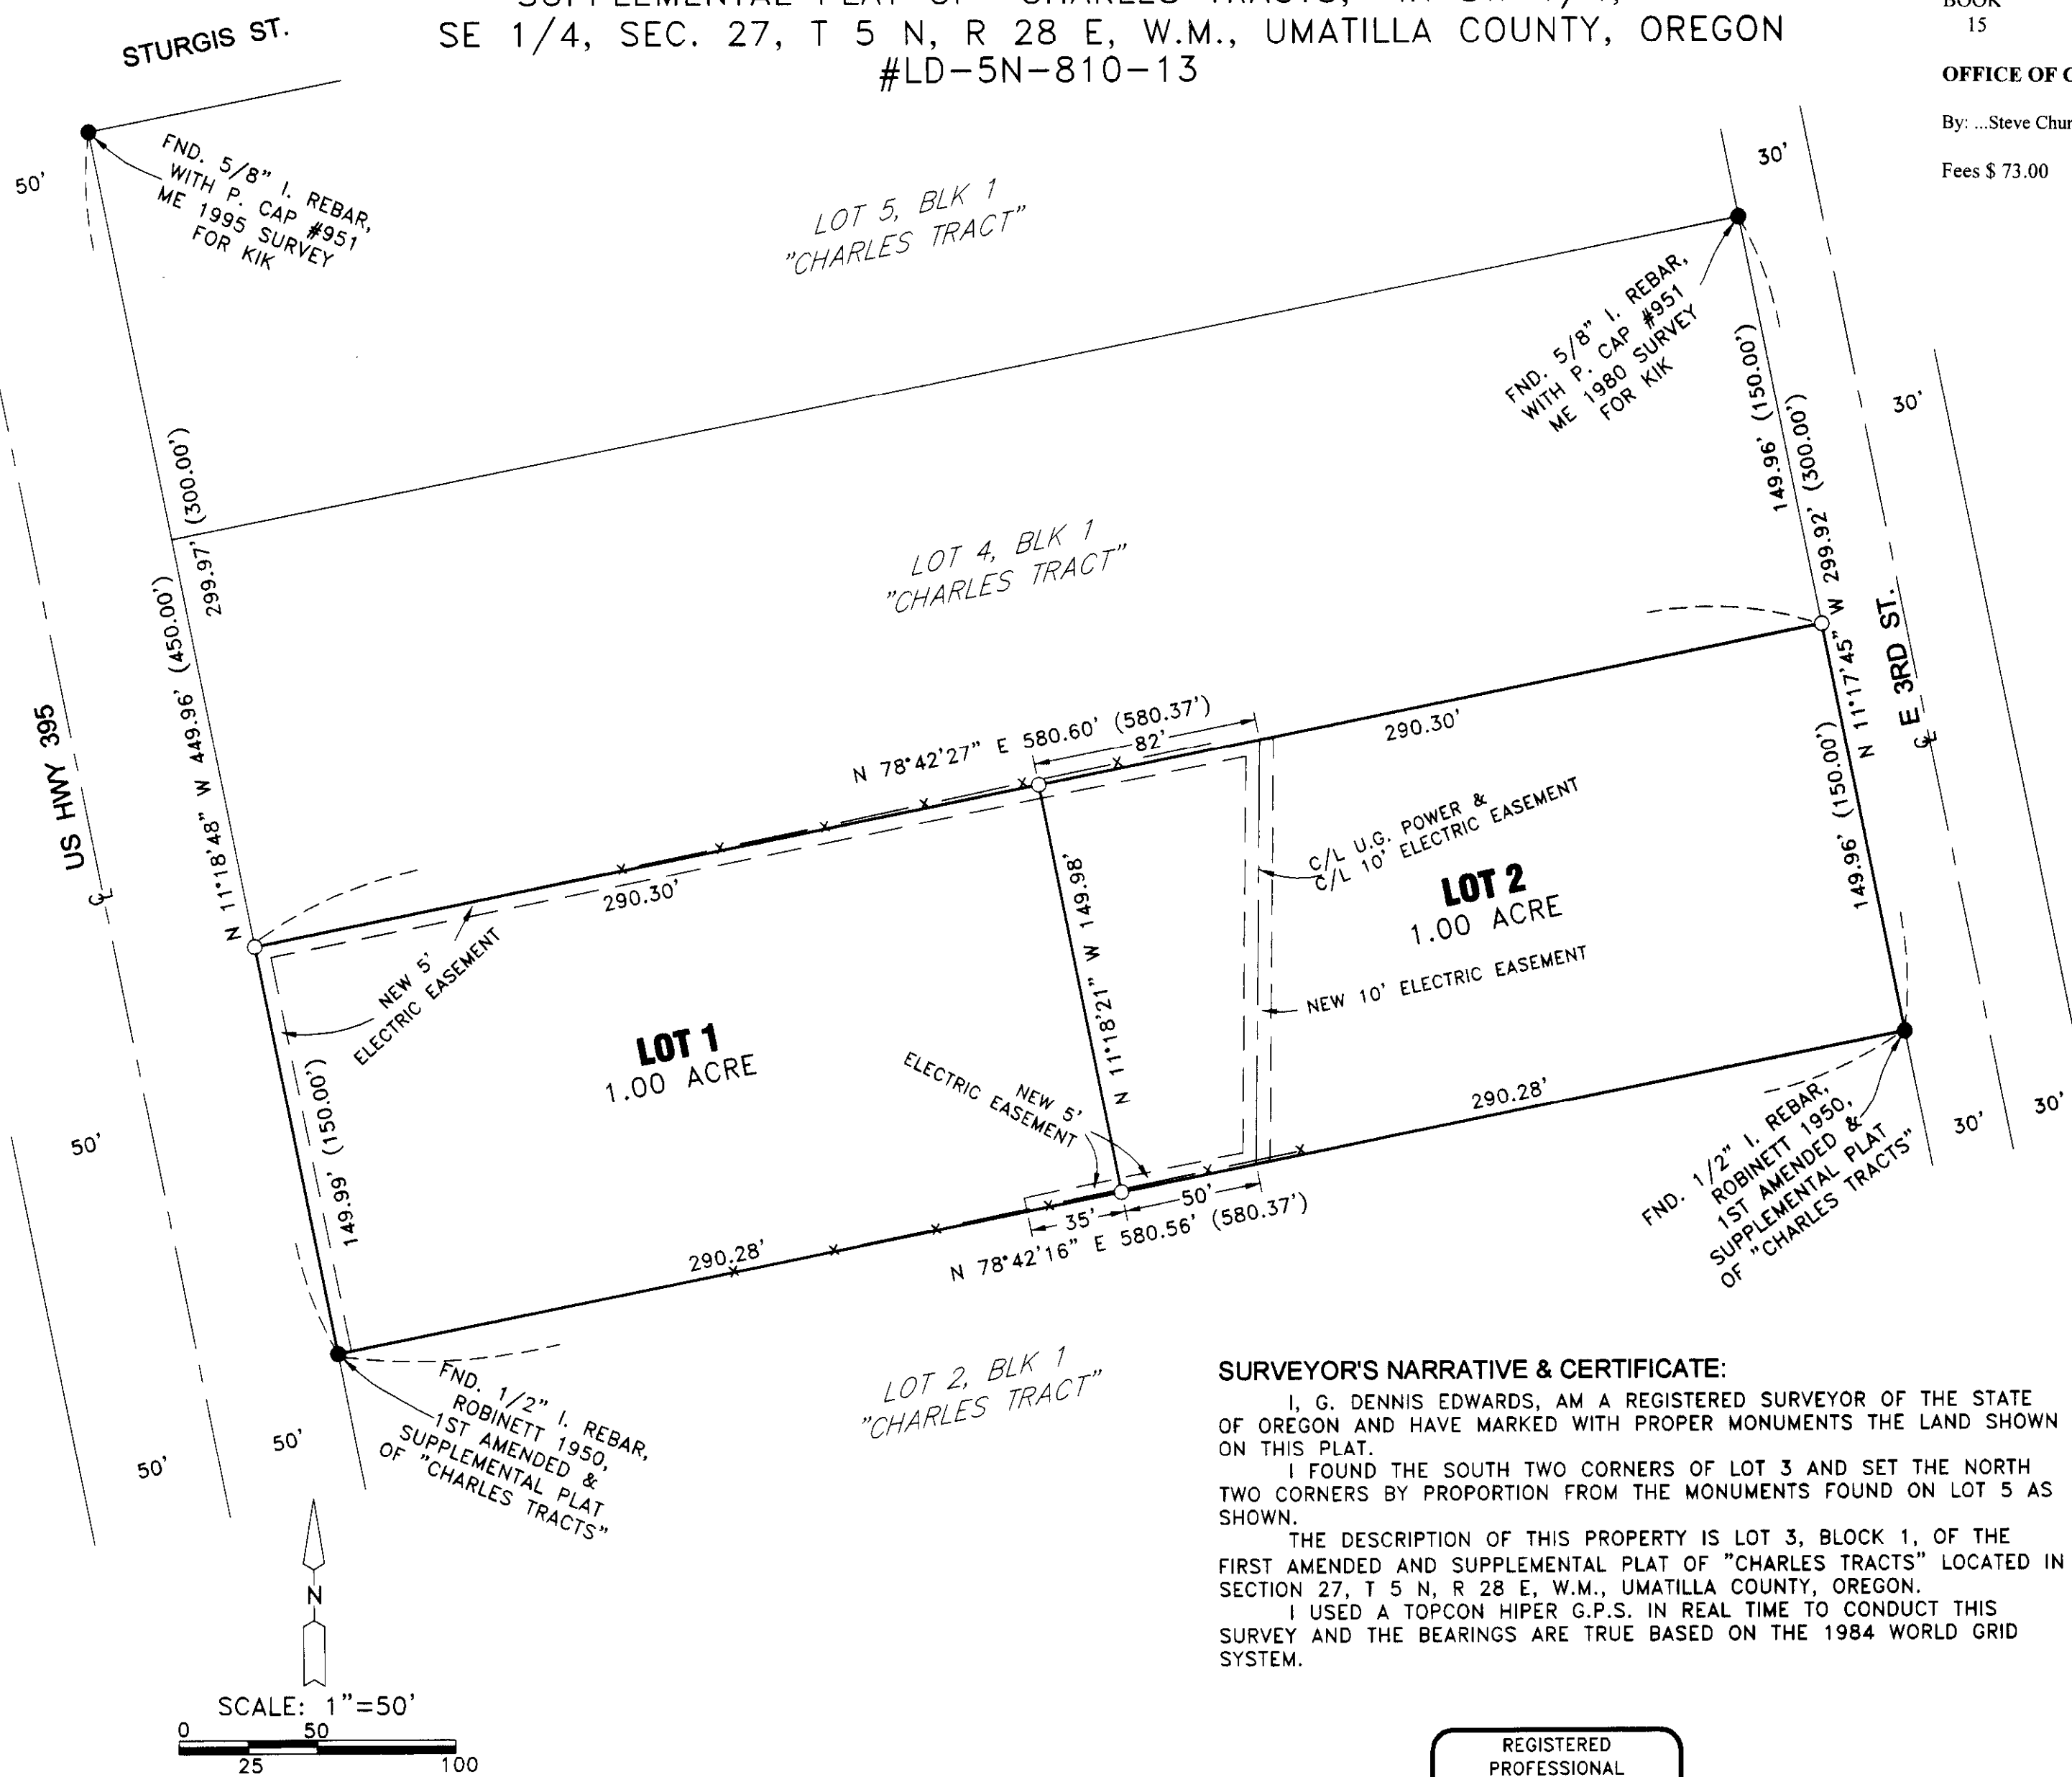 SUPPLEMENTAL PLAT OF "CHARLES TRACTS,"
SE 1/4, SEC. 27, T 5 N, R 28 E, W.M., UMATILLA COUNTY, OREGON
#LD-5N-810-13
BOOK
15
By: ...Steve
Fees $ 73.00
STURGIS ST.
50'
FND. 5/8" I. REBAR,
WITH P. CAP #951
ME 1995 SURVEY
FOR KIK
LOT 5, BLK 1
"CHARLES TRACT"
30'
FND. 5/8" I. REBAR,
WITH P. CAP #951
ME 1980 SURVEY
FOR KIK
30'
149.96' (150.00')
N 11°17'45" W 299.92' (300.00')
299.97' (300.00')
N 11°18'48" W 449.96' (450.00')
LOT 4, BLK 1
"CHARLES TRACT"
US HWY 395
E 3RD ST.
N 78°42'27" E 580.60' (580.37')
82'
290.30'
290.30'
149.96' (150.00')
C/L U.G. POWER &
C/L 10' ELECTRIC EASEMENT
LOT 2
1.00 ACRE
NEW 10' ELECTRIC EASEMENT
N 11°18'21" W 149.98'
NEW 5'
ELECTRIC EASEMENT
LOT 1
1.00 ACRE
NEW 5'
ELECTRIC EASEMENT
149.99' (150.00')
35'
50'
N 78°42'16" E 580.56' (580.37')
290.28'
290.28'
50'
30'
30'
FND. 1/2" I. REBAR,
ROBINETT 1950,
1ST AMENDED &
SUPPLEMENTAL PLAT
OF "CHARLES TRACTS"
LOT 2, BLK 1
"CHARLES TRACT"
FND. 1/2" I. REBAR,
ROBINETT 1950,
1ST AMENDED &
SUPPLEMENTAL PLAT
OF "CHARLES TRACTS"
50'
50'
N
SCALE: 1"=50'
0 50
25 100
SURVEYOR'S NARRATIVE & CERTIFICATE:
I, G. DENNIS EDWARDS, AM A REGISTERED SURVEYOR OF THE STATE
OF OREGON AND HAVE MARKED WITH PROPER MONUMENTS THE LAND SHOWN
ON THIS PLAT.
I FOUND THE SOUTH TWO CORNERS OF LOT 3 AND SET THE NORTH
TWO CORNERS BY PROPORTION FROM THE MONUMENTS FOUND ON LOT 5 AS
SHOWN.
THE DESCRIPTION OF THIS PROPERTY IS LOT 3, BLOCK 1, OF THE
FIRST AMENDED AND SUPPLEMENTAL PLAT OF "CHARLES TRACTS" LOCATED IN
SECTION 27, T 5 N, R 28 E, W.M., UMATILLA COUNTY, OREGON.
I USED A TOPCON HIPER G.P.S. IN REAL TIME TO CONDUCT THIS
SURVEY AND THE BEARINGS ARE TRUE BASED ON THE 1984 WORLD GRID
SYSTEM.
REGISTERED
PROFESSIONAL
OFFICE OF